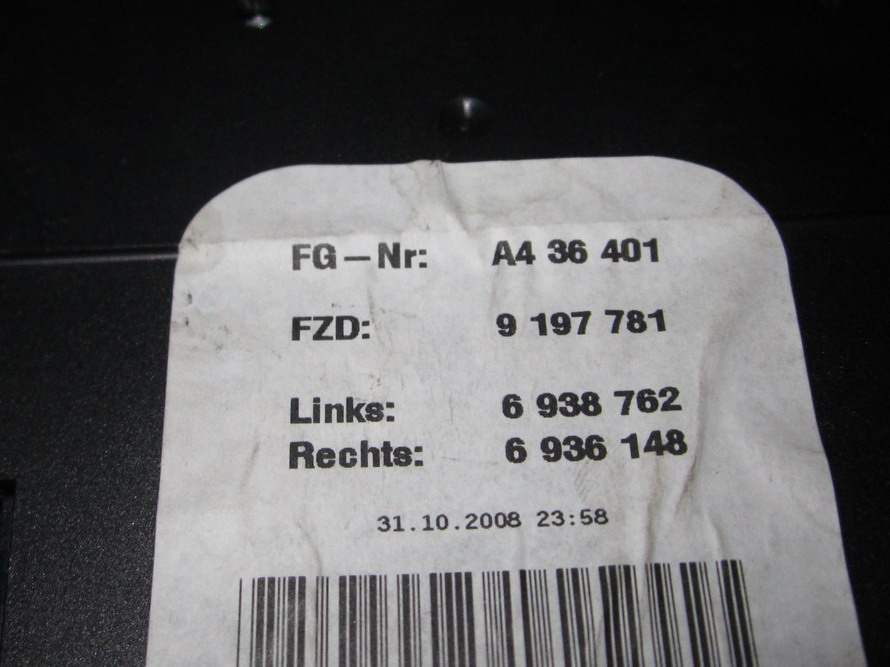 FG–Nr: A4 36 401
FZD: 9 197 781
Links: 6 938 762
Rechts: 6 936 148
31.10.2008 23:58